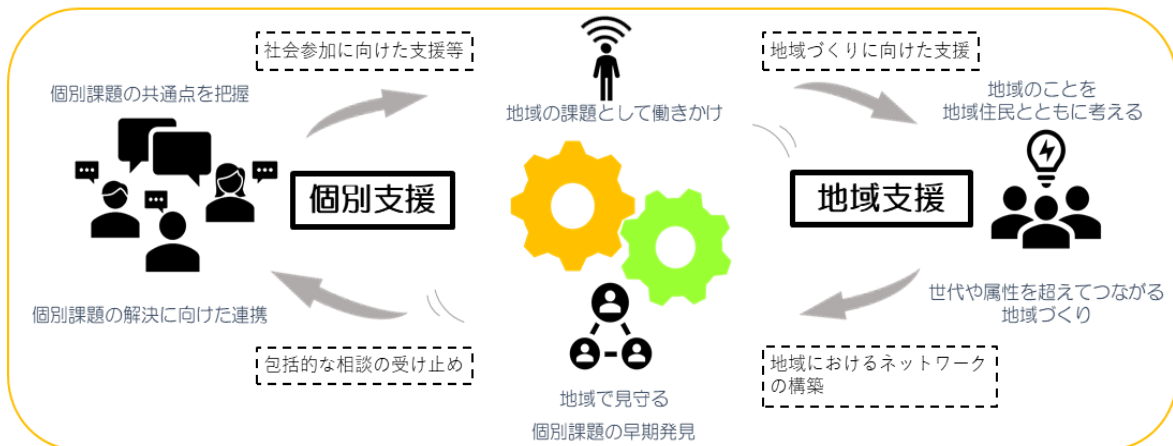 社会参加に向けた支援等
地域づくりに向けた支援
個別課題の共通点を把握
地域の課題として働きかけ
地域のことを
地域住民とともに考える
個別支援
地域支援
個別課題の解決に向けた連携
世代や属性を超えてつながる
地域づくり
包括的な相談の受け止め
地域におけるネットワーク
の構築
地域で見守る
個別課題の早期発見